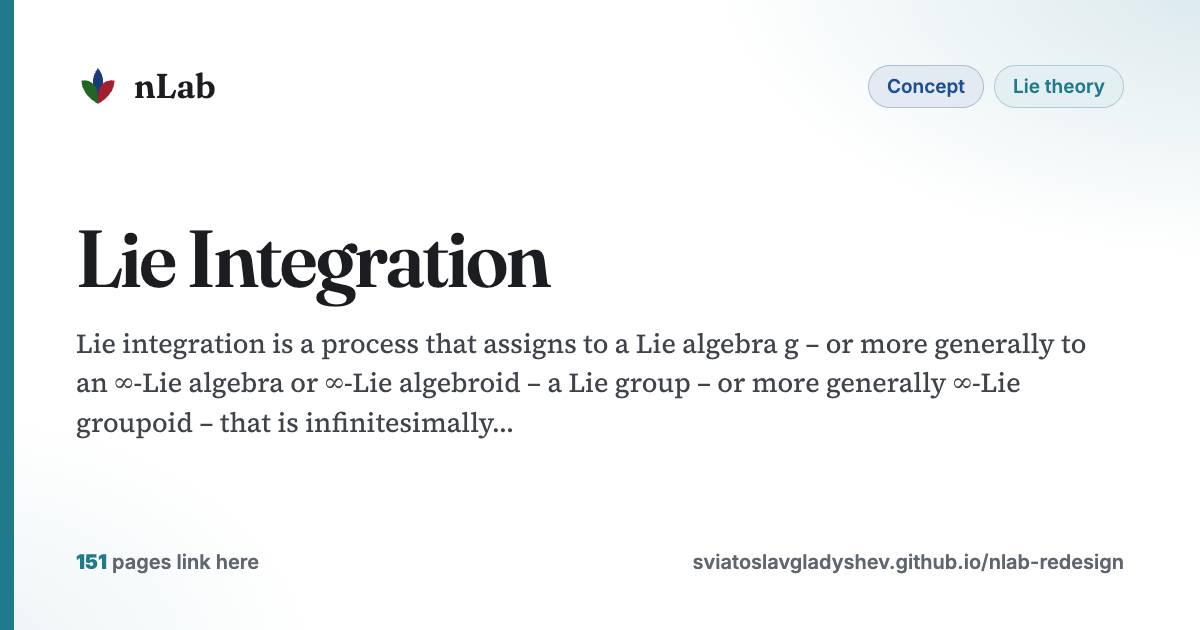 nLab
Concept
Lie theory
Lie Integration
Lie integration is a process that assigns to a Lie algebra g – or more generally to
an ∞-Lie algebra or ∞-Lie algebroid – a Lie group – or more generally ∞-Lie
groupoid – that is infinitesimally...
151 pages link here
sviatoslavgladyshev.github.io/nlab-redesign